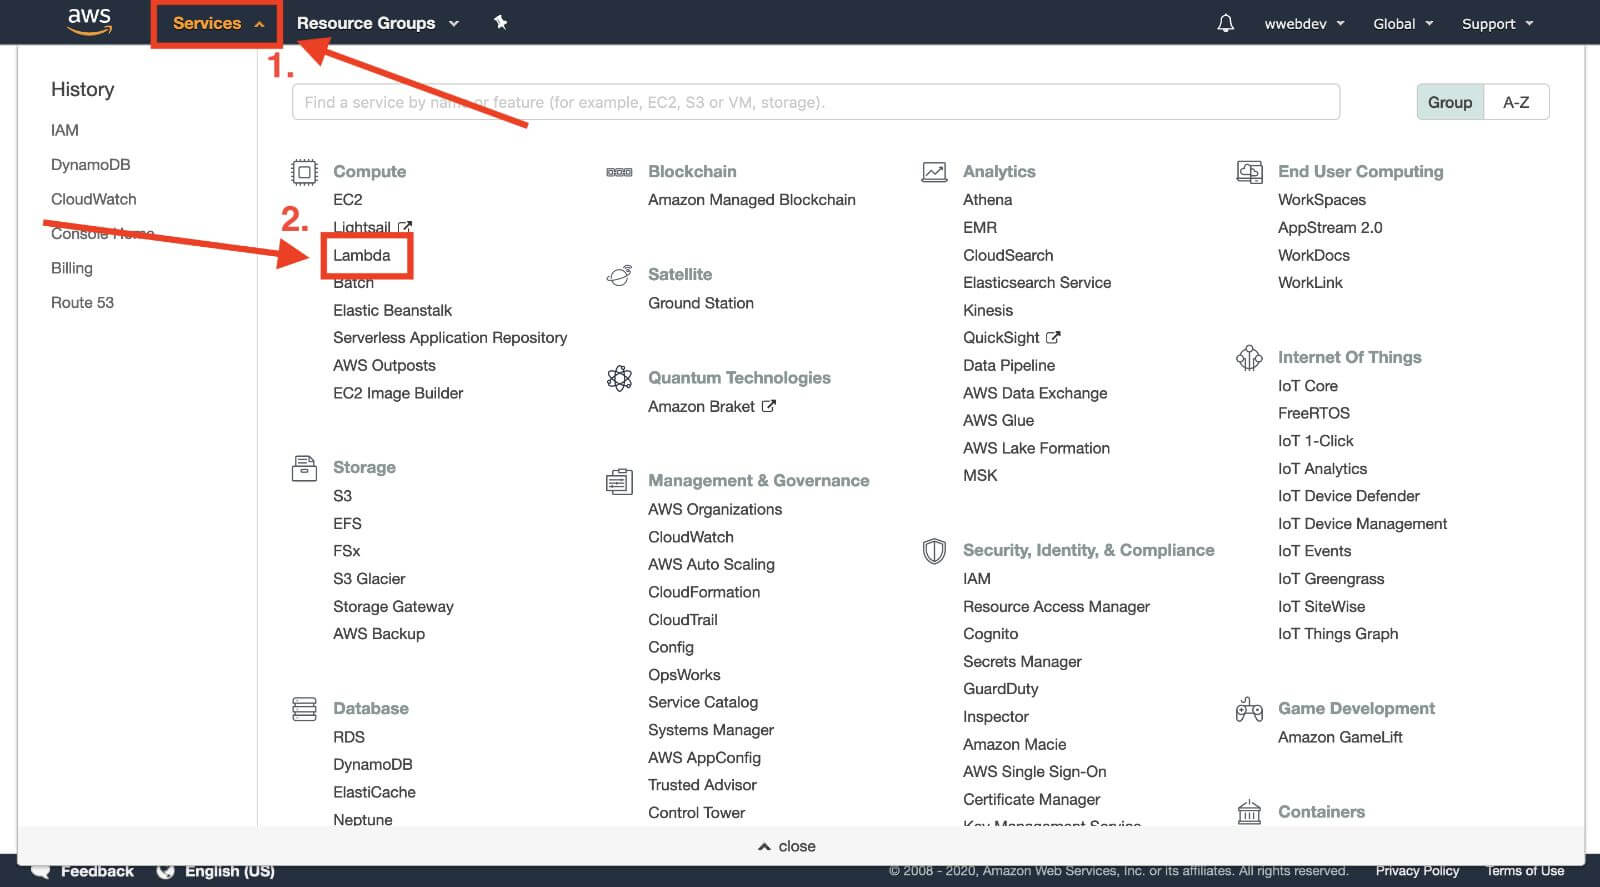 aws
Services
Resource Groups
wwebdev
Global
Support
1.
History
IAM
DynamoDB
CloudWatch
Console Home
Billing
Route 53
Find a service by name or feature (for example, EC2, S3 or VM, storage).
Group
A-Z
2.
Compute
EC2
Lightsail
Lambda
Batch
Elastic Beanstalk
Serverless Application Repository
AWS Outposts
EC2 Image Builder
Storage
S3
EFS
FSx
S3 Glacier
Storage Gateway
AWS Backup
Database
RDS
DynamoDB
ElastiCache
Neptune
Blockchain
Amazon Managed Blockchain
Satellite
Ground Station
Quantum Technologies
Amazon Braket
Management & Governance
AWS Organizations
CloudWatch
AWS Auto Scaling
CloudFormation
CloudTrail
Config
OpsWorks
Service Catalog
Systems Manager
AWS AppConfig
Trusted Advisor
Control Tower
Analytics
Athena
EMR
CloudSearch
Elasticsearch Service
Kinesis
QuickSight
Data Pipeline
AWS Data Exchange
AWS Glue
AWS Lake Formation
MSK
Security, Identity, & Compliance
IAM
Resource Access Manager
Cognito
Secrets Manager
GuardDuty
Inspector
Amazon Macie
AWS Single Sign-On
Certificate Manager
Key Management Service
End User Computing
WorkSpaces
AppStream 2.0
WorkDocs
WorkLink
Internet Of Things
IoT Core
FreeRTOS
IoT 1-Click
IoT Analytics
IoT Device Defender
IoT Device Management
IoT Events
IoT Greengrass
IoT SiteWise
IoT Things Graph
Game Development
Amazon GameLift
Containers
close
Feedback
English (US)
© 2008 - 2020, Amazon Web Services, Inc. or its affiliates. All rights reserved.
Privacy Policy
Terms of Use